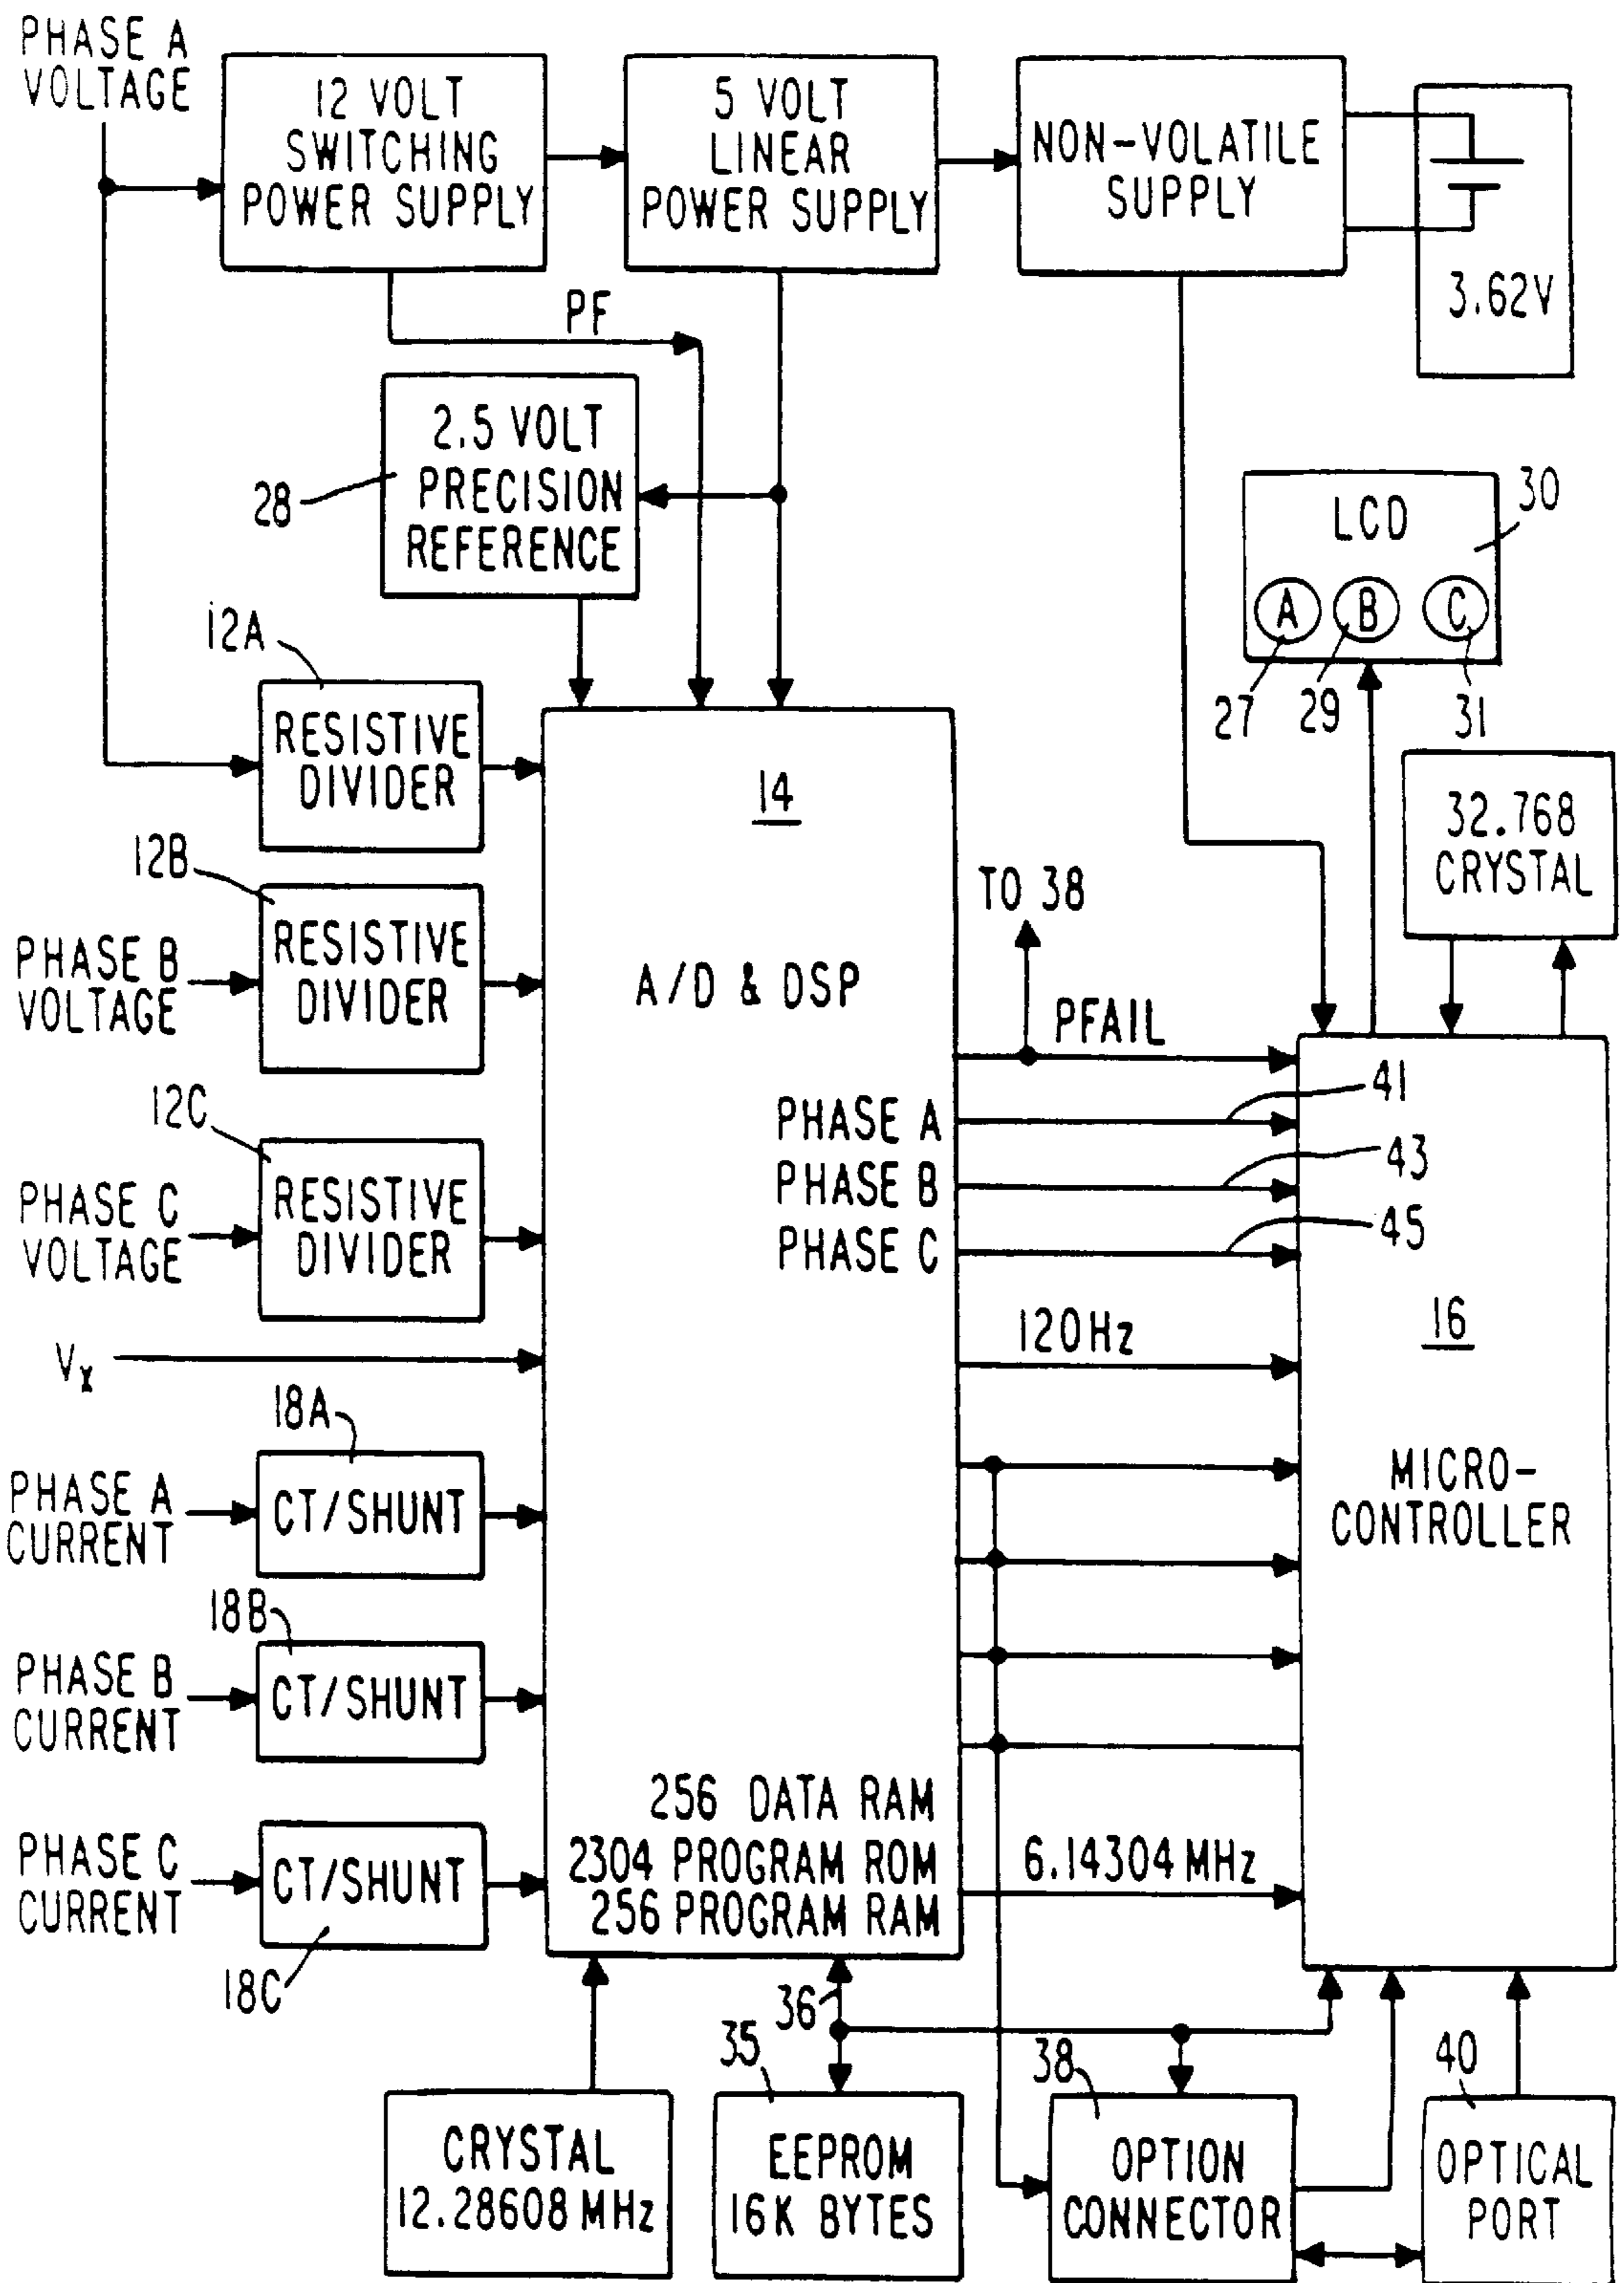 PHASE A
VOLTAGE
12 VOLT
SWITCHING
POWER SUPPLY
5 VOLT
LINEAR
POWER SUPPLY
NON-VOLATILE
SUPPLY
3.62V
PF
2.5 VOLT
PRECISION
REFERENCE
28
LCD
30
A
B
C
27
29
31
12A
RESISTIVE
DIVIDER
14
32.768
CRYSTAL
12B
PHASE B
VOLTAGE
RESISTIVE
DIVIDER
A/D & DSP
TO 38
PFAIL
12C
PHASE C
VOLTAGE
RESISTIVE
DIVIDER
PHASE A
41
PHASE B
43
PHASE C
45
Vx
120Hz
16
MICRO-
CONTROLLER
18A
PHASE A
CURRENT
CT/SHUNT
18B
PHASE B
CURRENT
CT/SHUNT
PHASE C
CURRENT
CT/SHUNT
18C
256 DATA RAM
2304 PROGRAM ROM
256 PROGRAM RAM
6.14304 MHz
36
CRYSTAL
12.28608 MHz
35
EEPROM
16K BYTES
38
OPTION
CONNECTOR
40
OPTICAL
PORT